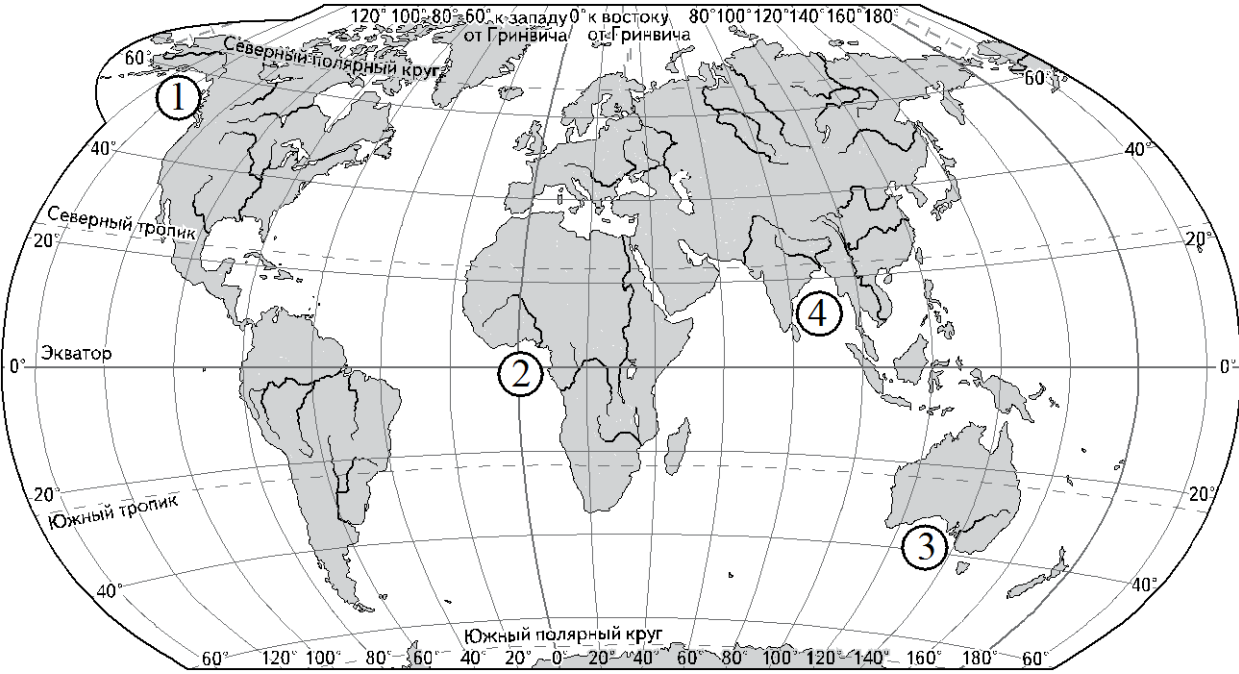 120° 100° 80° 60° к западу 0° к востоку 80° 100° 120° 140° 160° 180°
от Гринвича от Гринвича
Северный полярный круг
60° 60°
1
40° 40°
Северный тропик
20° 20°
4
Экватор
0° 2 0°
20° 20°
Южный тропик
3
40° 40°
Южный полярный круг
60° 120° 100° 80° 60° 40° 20° 0° 20° 40° 60° 80° 100° 120° 140° 160° 180° 60°